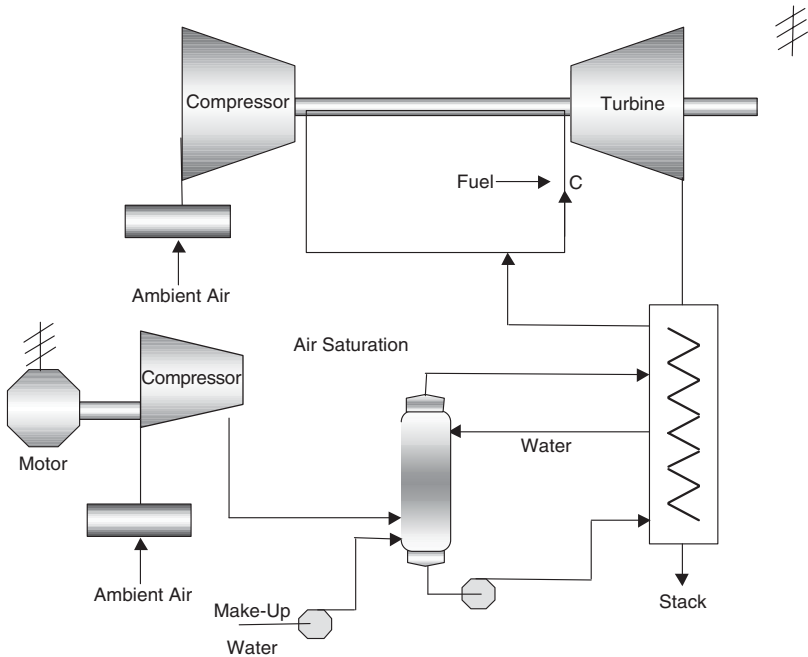 Compressor
Turbine
Fuel
C
Ambient Air
Air Saturation
Compressor
Motor
Water
Ambient Air
Make-Up
Water
Stack